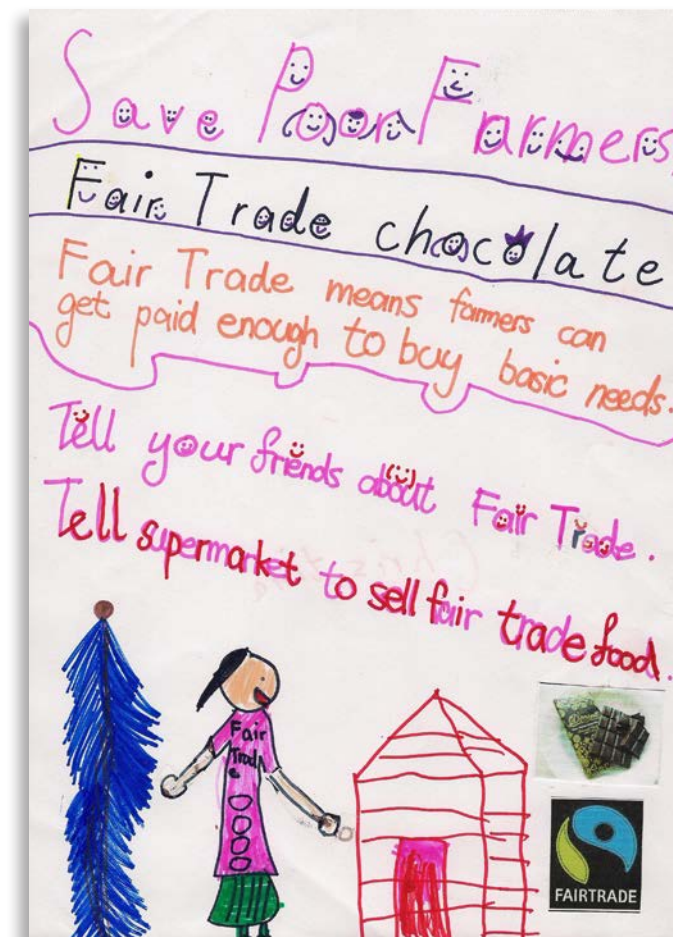 Save Poor Farmers
Fair Trade chocolate
Fair Trade means farmers can
get paid enough to buy basic needs.
Tell your friends about Fair Trade.
Tell supermarket to sell fair trade food.
Fair
Trade
FAIRTRADE